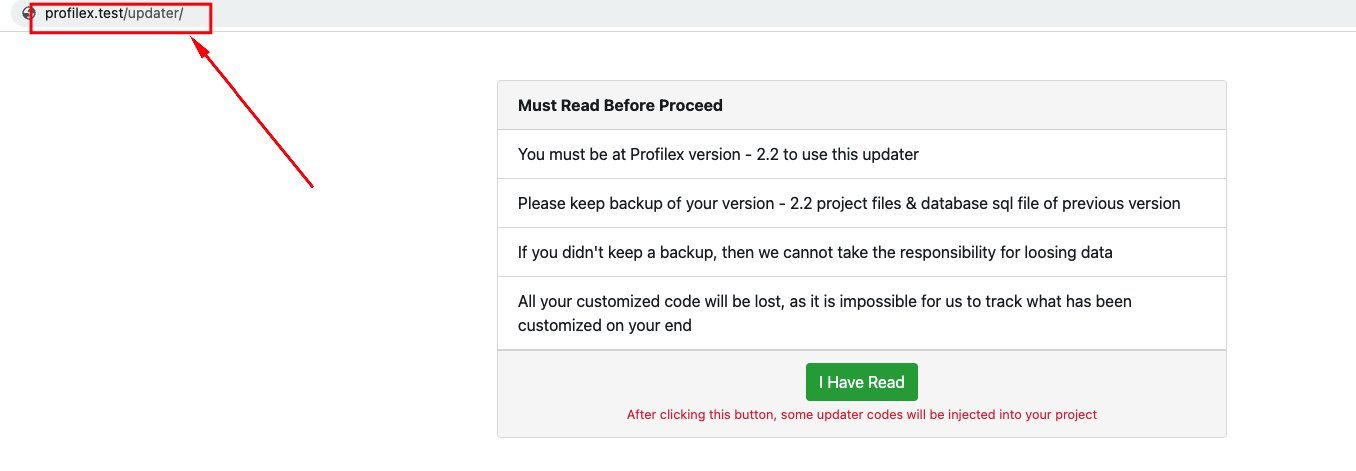 profilex.test/updater/
Must Read Before Proceed
You must be at Profilex version - 2.2 to use this updater
Please keep backup of your version - 2.2 project files & database sql file of previous version
If you didn't keep a backup, then we cannot take the responsibility for loosing data
All your customized code will be lost, as it is impossible for us to track what has been
customized on your end
I Have Read
After clicking this button, some updater codes will be injected into your project